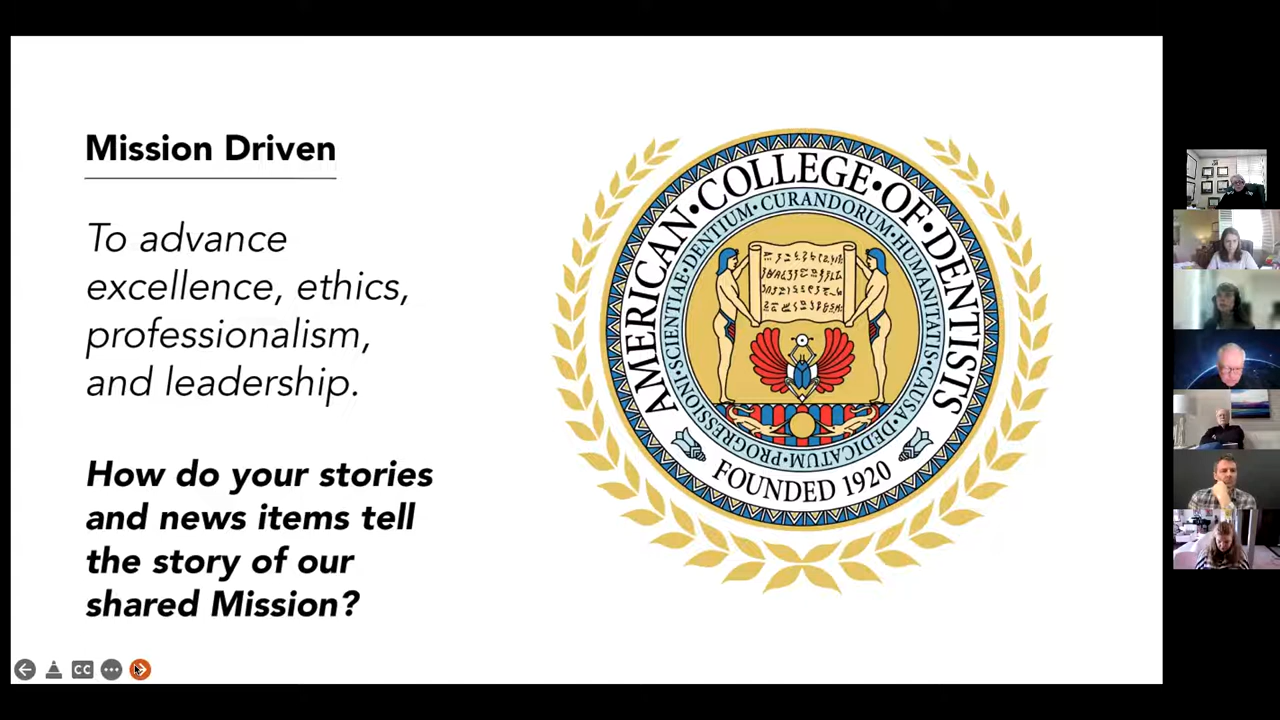 Mission Driven
To advance
excellence, ethics,
professionalism,
and leadership.
How do your stories
and news items tell
the story of our
shared Mission?
AMERICAN•COLLEGE•OF•DENTISTS
PROGRESSIONI•SCIENTIAE•DENTIUM•CURANDORUM•HUMANITATIS•CAUSA•DEDICATUM•
FOUNDED 1920
CC